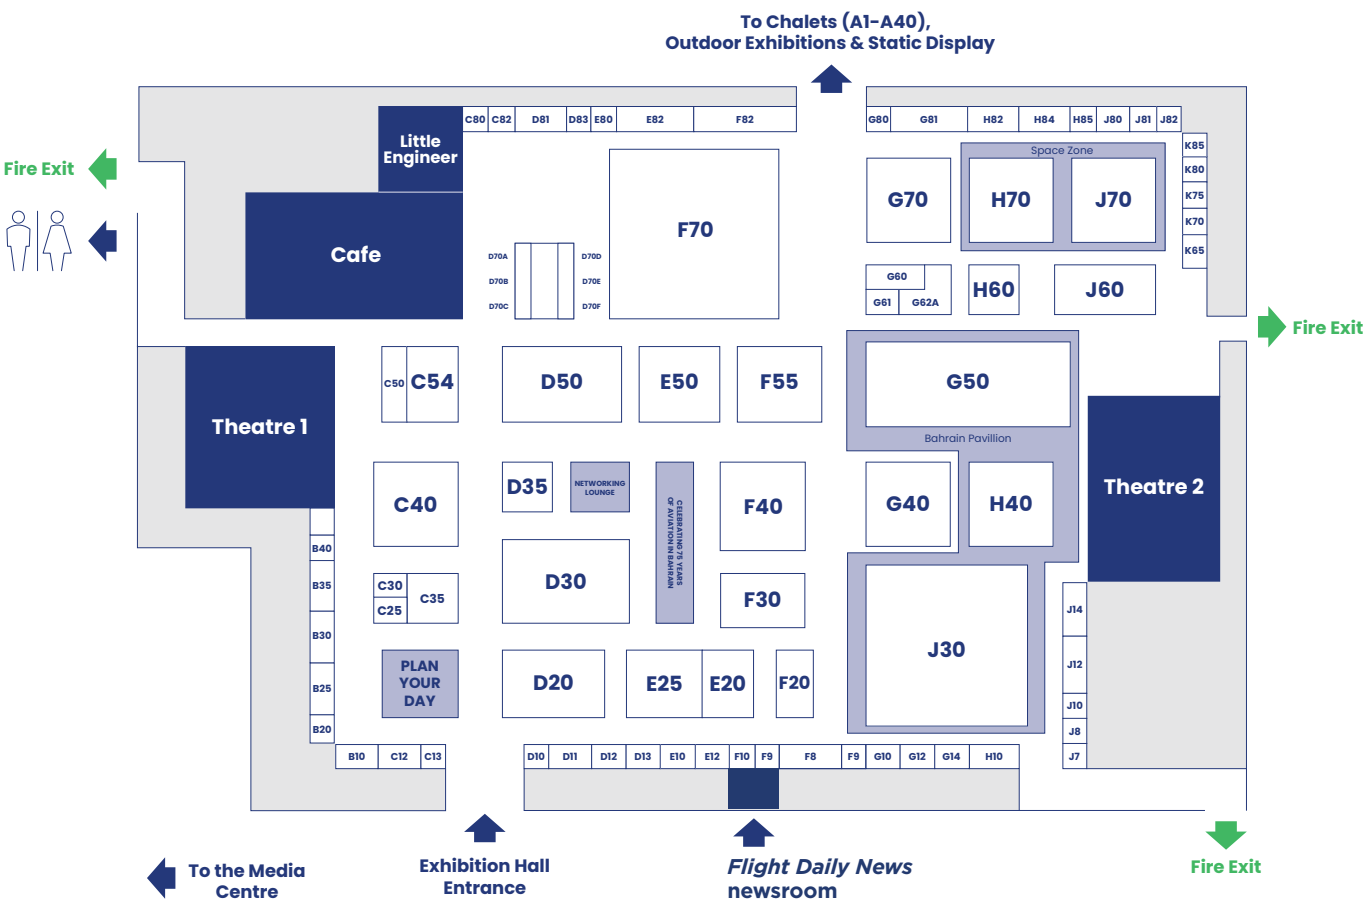 To Chalets (A1-A40),
Outdoor Exhibitions & Static Display
C80 C82 D81 D83 E80 E82 F82
G80 G81 H82 H84 H85 J80 J81 J82
Little
Engineer
Fire Exit
Space Zone
K85
K80
K75
K70
K65
G70
H70
J70
Cafe
F70
D70A
D70B
D70C
D70D
D70E
D70F
G60
G61
G62A
H60
J60
Fire Exit
C50
C54
D50
E50
F55
G50
Bahrain Pavillion
Theatre 1
Theatre 2
C40
D35
NETWORKING
LOUNGE
CELEBRATING 75 YEARS
OF AVIATION IN BAHRAIN
F40
G40
H40
B40
B35
B30
B25
B20
C30
C25
C35
D30
F30
J30
J14
J12
J10
J8
J7
PLAN
YOUR
DAY
D20
E25
E20
F20
B10 C12 C13
D10 D11 D12 D13 E10 E12 F10 F9 F8 F9 G10 G12 G14 H10
To the Media
Centre
Exhibition Hall
Entrance
Flight Daily News
newsroom
Fire Exit